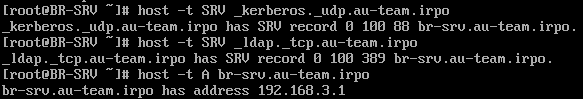 [root@BR-SRV ~]# host -t SRV _kerberos._udp.au-team.irpo
_kerberos._udp.au-team.irpo has SRV record 0 100 88 br-srv.au-team.irpo.
[root@BR-SRV ~]# host -t SRV _ldap._tcp.au-team.irpo
_ldap._tcp.au-team.irpo has SRV record 0 100 389 br-srv.au-team.irpo.
[root@BR-SRV ~]# host -t A br-srv.au-team.irpo
br-srv.au-team.irpo has address 192.168.3.1